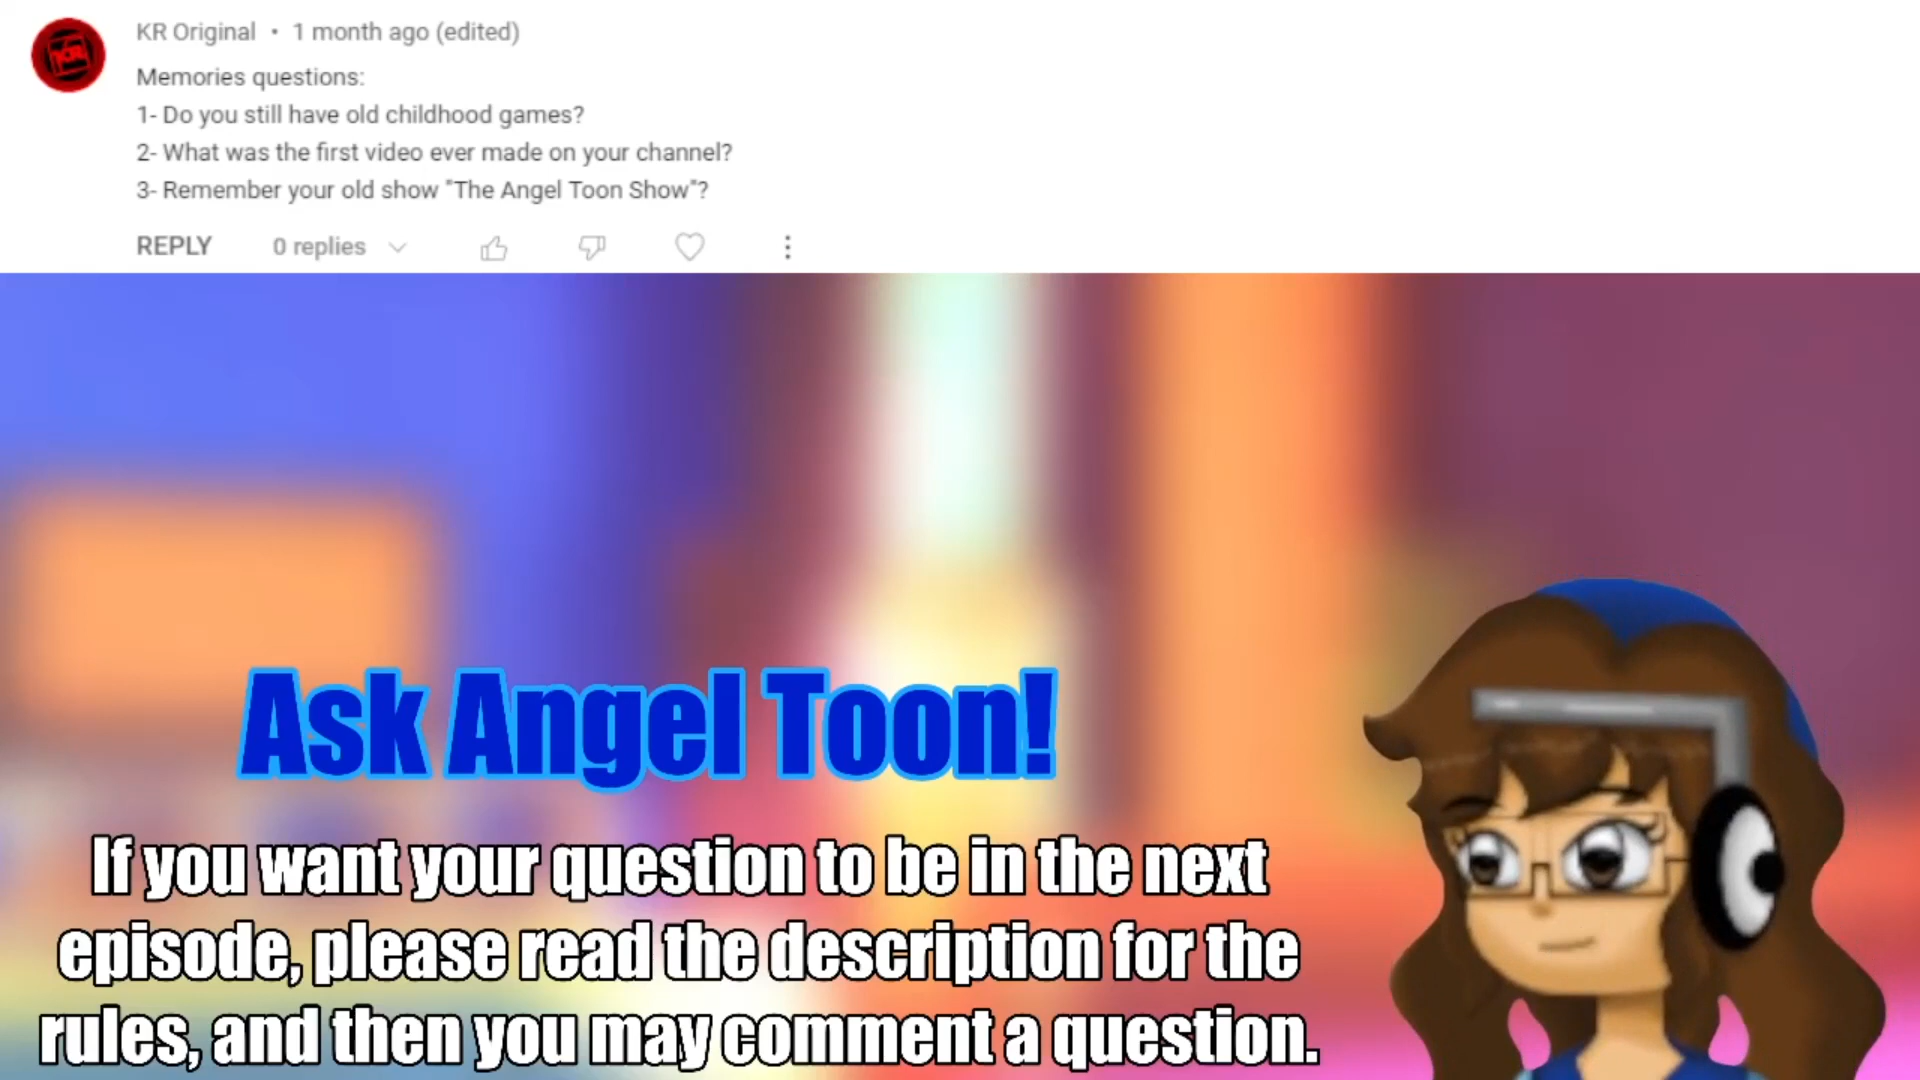 KR Original • 1 month ago (edited)
Memories questions:
1- Do you still have old childhood games?
2- What was the first video ever made on your channel?
3- Remember your old show "The Angel Toon Show"?
REPLY 0 replies
Ask Angel Toon!
If you want your question to be in the next
episode, please read the description for the
rules, and then you may comment a question.